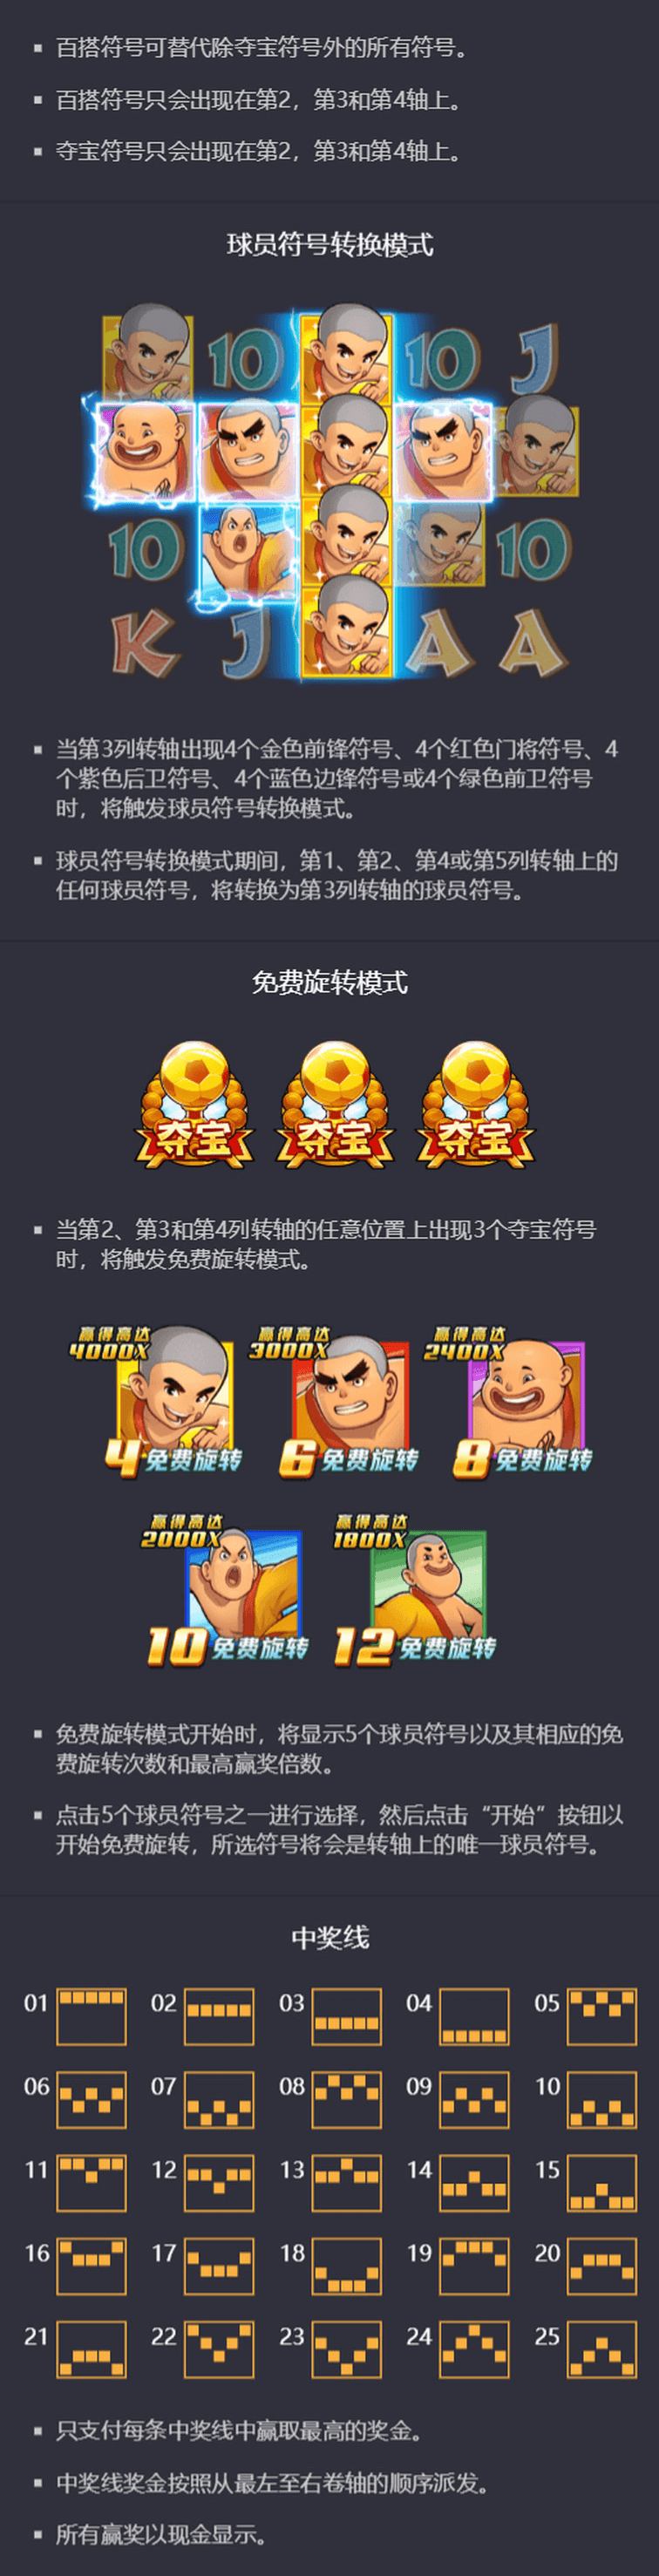 百搭符号可替代除夺宝符号外的所有符号。
百搭符号只会出现在第2，第3和第4轴上。
夺宝符号只会出现在第2，第3和第4轴上。
球员符号转换模式
10 10 J
10 10
K J A A
当第3列转轴出现4个金色前锋符号、4个红色门将符号、4
个紫色后卫符号、4个蓝色边锋符号或4个绿色前卫符号
时，将触发球员符号转换模式。
球员符号转换模式期间，第1、第2、第4或第5列转轴上的
任何球员符号，将转换为第3列转轴的球员符号。
免费旋转模式
夺宝 夺宝 夺宝
当第2、第3和第4列转轴的任意位置上出现3个夺宝符号
时，将触发免费旋转模式。
赢得高达 赢得高达 赢得高达
4000X 3000X 2400X
4免费旋转 6免费旋转 8免费旋转
赢得高达 赢得高达
2000X 1800X
10免费旋转 12免费旋转
免费旋转模式开始时，将显示5个球员符号以及其相应的免
费旋转次数和最高赢奖倍数。
点击5个球员符号之一进行选择，然后点击“开始”按钮以
开始免费旋转，所选符号将会是转轴上的唯一球员符号。
中奖线
01 02 03 04 05
06 07 08 09 10
11 12 13 14 15
16 17 18 19 20
21 22 23 24 25
只支付每条中奖线中赢取最高的奖金。
中奖线奖金按照从最左至右卷轴的顺序派发。
所有赢奖以现金显示。